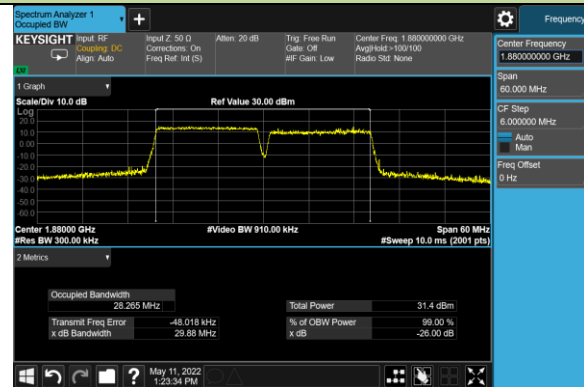 Spectrum Analyzer 1
Occupied BW
+
Frequency
KEYSIGHT Input: RF Input Z: 50 Ω Atten: 20 dB Trig: Free Run Center Freq: 1.880000000 GHz
Coupling: DC Corrections: On Gate: Off Avg|Hold:>100/100
Align: Auto Freq Ref: Int (S) #IF Gain: Low Radio Std: None
LXI
Center Frequency
1.880000000 GHz
Span
60.000 MHz
CF Step
6.000000 MHz
Auto
Man
Freq Offset
0 Hz
1 Graph
Scale/Div 10.0 dB Ref Value 30.00 dBm
Log
20.0
10.0
0.00
-10.0
-20.0
-30.0
-40.0
-50.0
-60.0
Center 1.88000 GHz #Video BW 910.00 kHz Span 60 MHz
#Res BW 300.00 kHz #Sweep 10.0 ms (2001 pts)
2 Metrics
Occupied Bandwidth
28.265 MHz Total Power 31.4 dBm
Transmit Freq Error -48.018 kHz % of OBW Power 99.00 %
x dB Bandwidth 29.88 MHz x dB -26.00 dB
?
May 11, 2022
1:23:34 PM